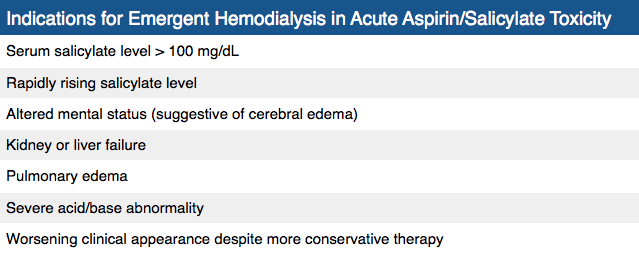 Indications for Emergent Hemodialysis in Acute Aspirin/Salicylate Toxicity
Serum salicylate level > 100 mg/dL
Rapidly rising salicylate level
Altered mental status (suggestive of cerebral edema)
Kidney or liver failure
Pulmonary edema
Severe acid/base abnormality
Worsening clinical appearance despite more conservative therapy